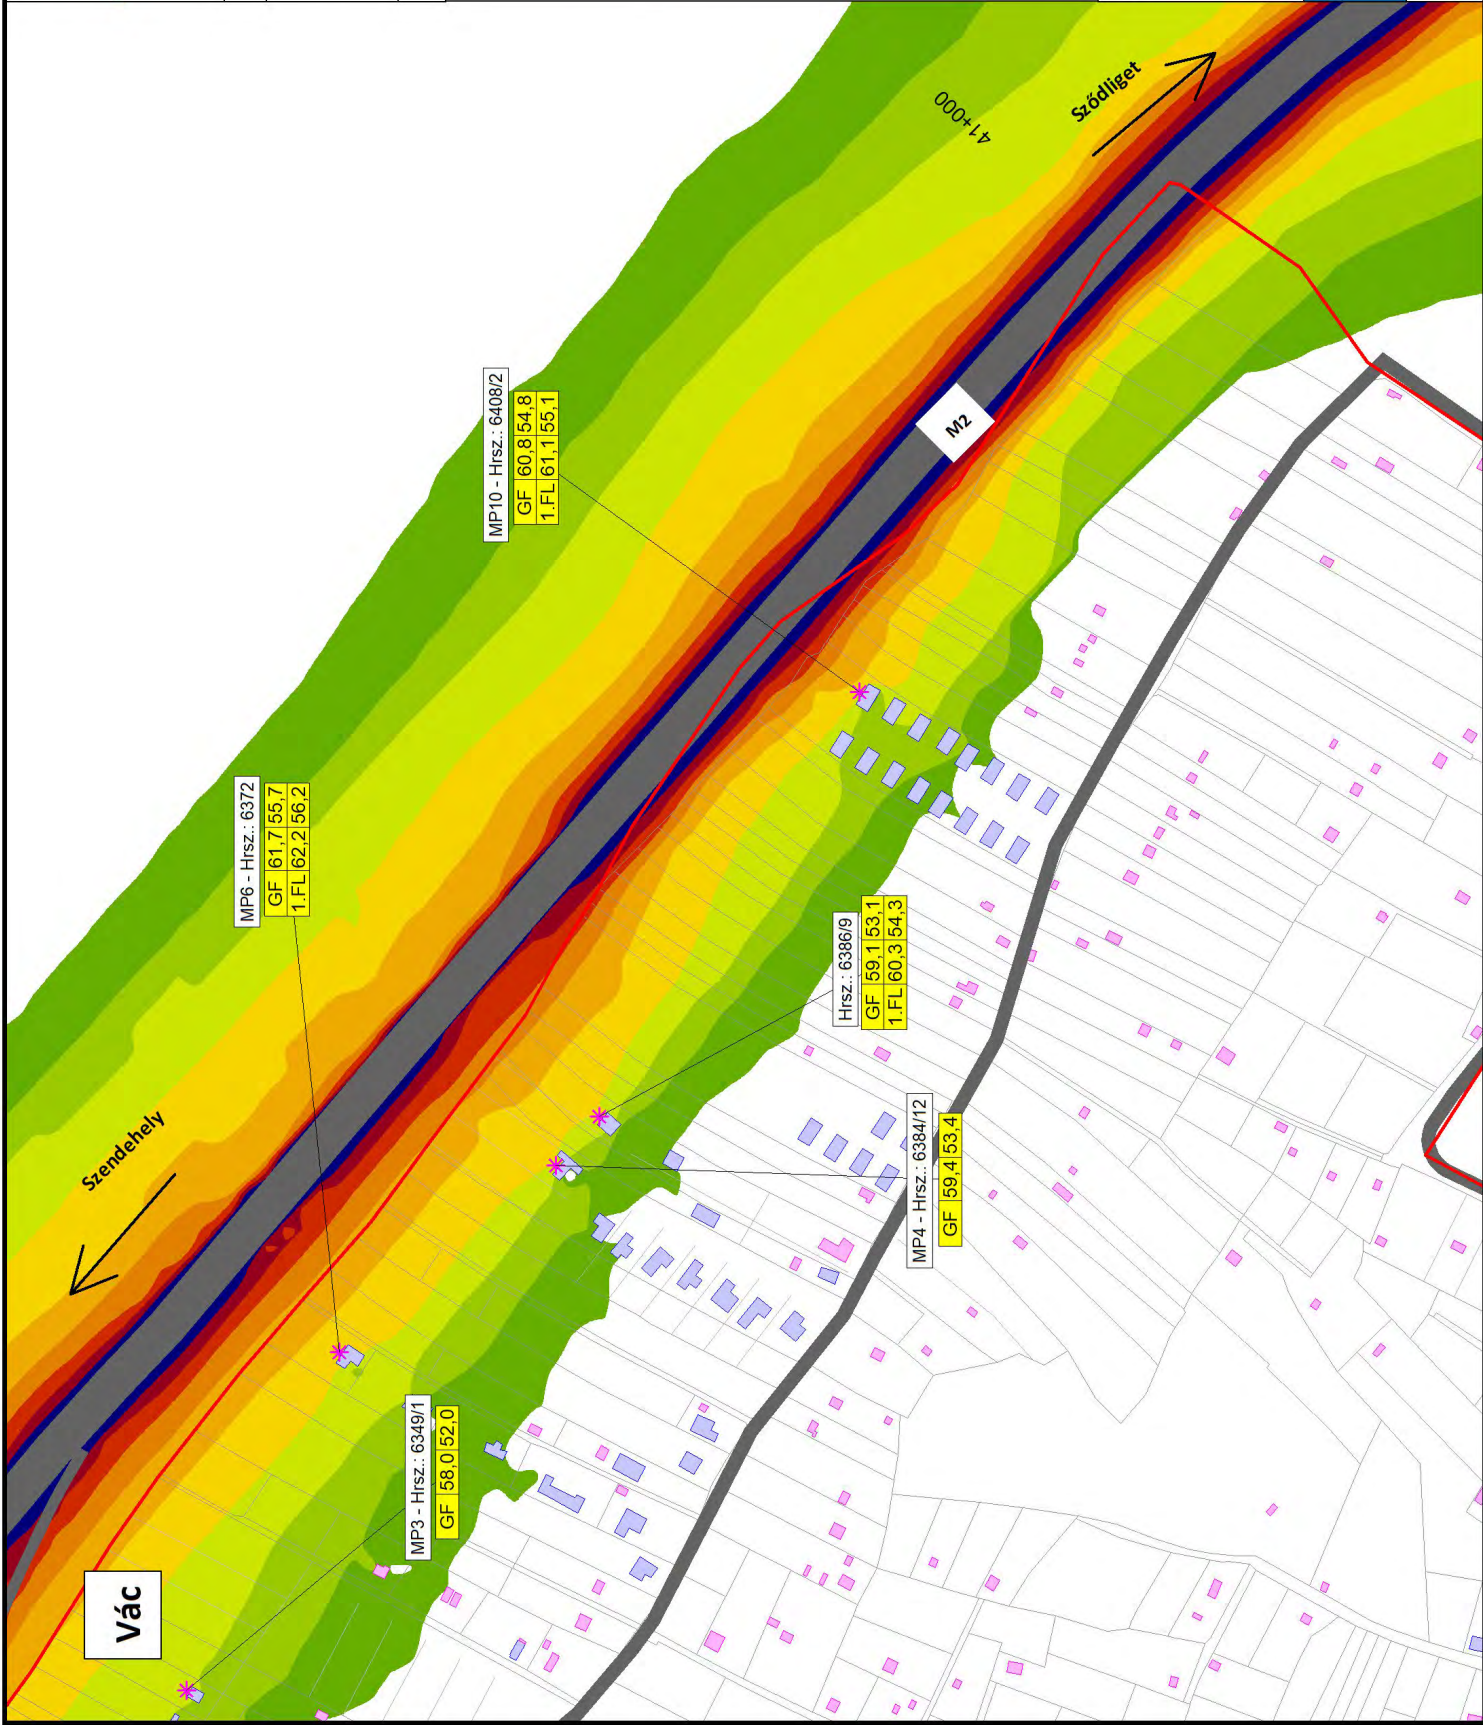 41+000
Sződliget
MP10 - Hrsz.: 6408/2
GF 60,8 54,8
1.FL 61,1 55,1
M2
MP6 - Hrsz.: 6372
GF 61,7 55,7
1.FL 62,2 56,2
Hrsz.: 6386/9
GF 59,1 53,1
1.FL 60,3 54,3
Szendehely
MP4 - Hrsz.: 6384/12
GF 59,4 53,4
MP3 - Hrsz.: 6349/1
GF 58,0 52,0
Vác